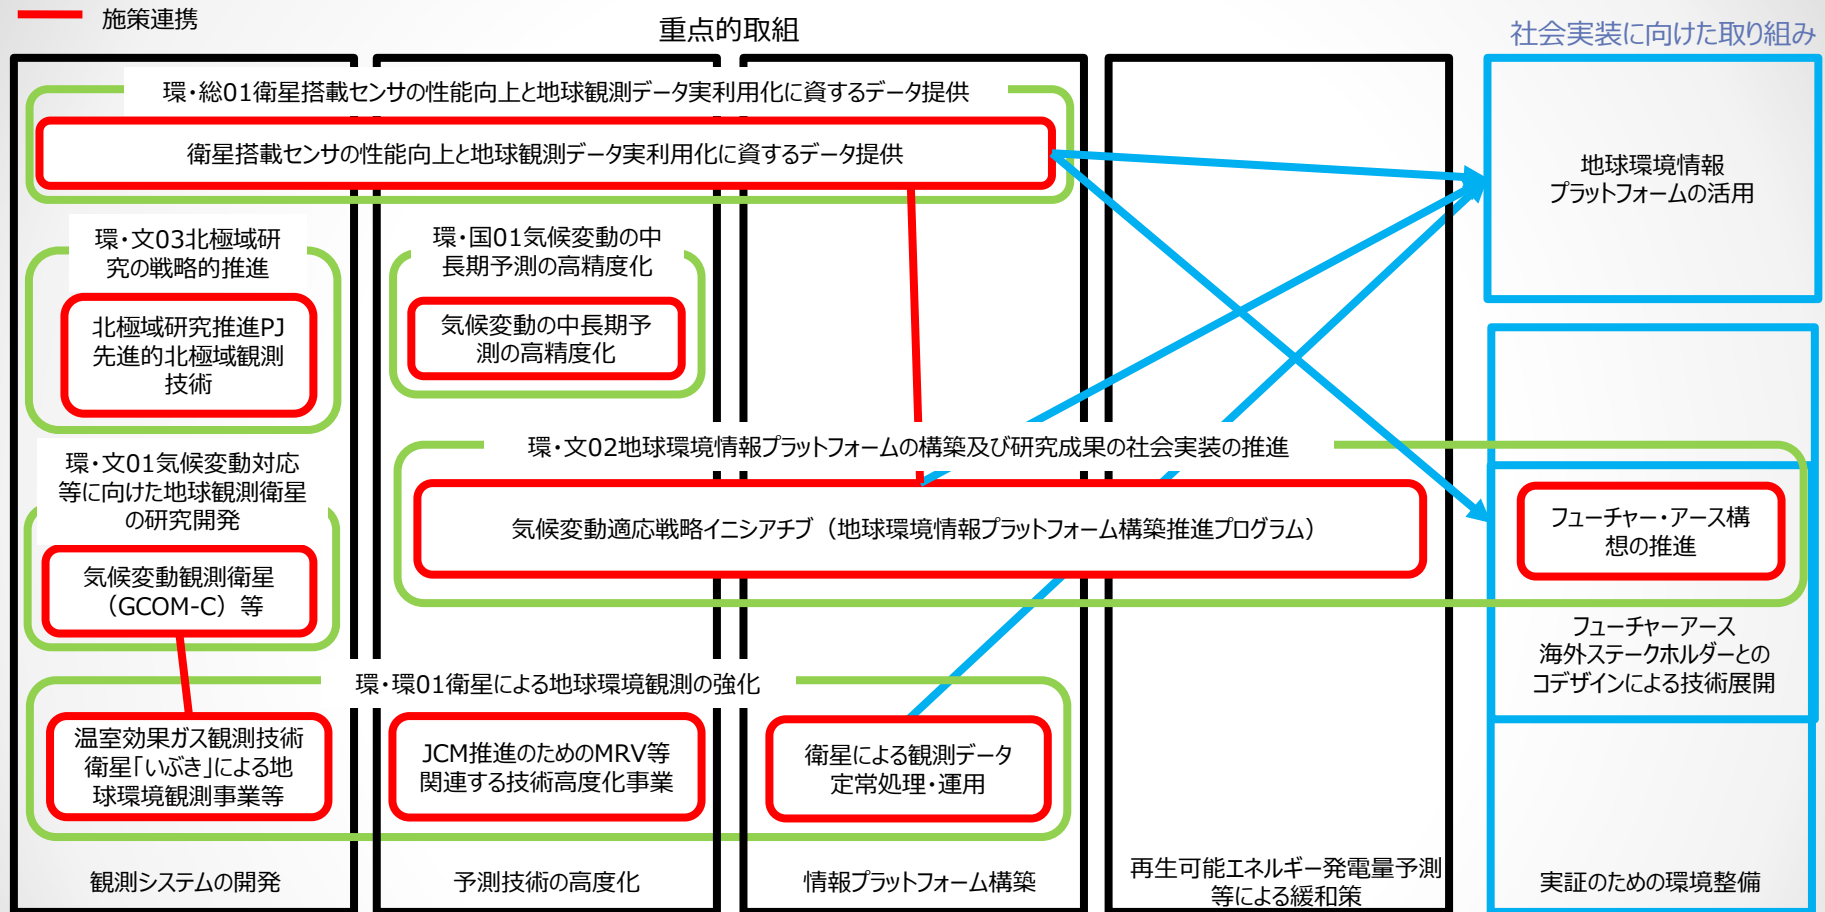 施策連携
重点的取組
社会実装に向けた取り組み
環・総01衛星搭載センサの性能向上と地球観測データ実利用化に資するデータ提供
衛星搭載センサの性能向上と地球観測データ実利用化に資するデータ提供
地球環境情報
プラットフォームの活用
環・文03北極域研
究の戦略的推進
北極域研究推進PJ
先進的北極域観測
技術
環・国01気候変動の中
長期予測の高精度化
気候変動の中長期予
測の高精度化
環・文01気候変動対応
等に向けた地球観測衛星
の研究開発
気候変動観測衛星
（GCOM-C）等
環・文02地球環境情報プラットフォームの構築及び研究成果の社会実装の推進
気候変動適応戦略イニシアチブ（地球環境情報プラットフォーム構築推進プログラム）
フューチャー・アース構
想の推進
フューチャーアース
海外ステークホルダーとの
コデザインによる技術展開
環・環01衛星による地球環境観測の強化
温室効果ガス観測技術
衛星「いぶき」による地
球環境観測事業等
JCM推進のためのMRV等
関連する技術高度化事業
衛星による観測データ
定常処理・運用
観測システムの開発
予測技術の高度化
情報プラットフォーム構築
再生可能エネルギー発電量予測
等による緩和策
実証のための環境整備